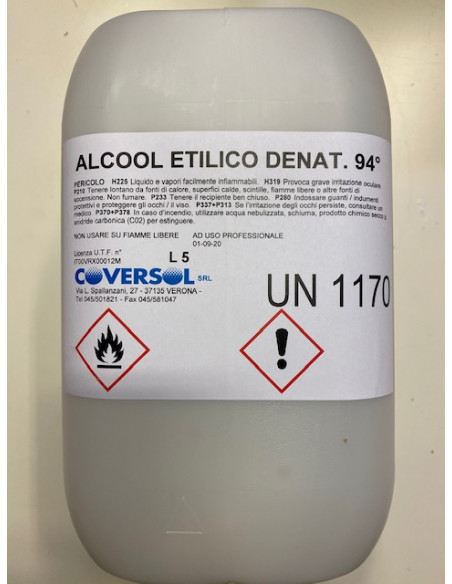 ALCOOL ETILICO DENAT. 94°
PERICOLO H225 Liquido e vapori facilmente infiammabili. H319 Provoca grave irritazione oculare.
P210 Tenere lontano da fonti di calore, superfici calde, scintille, fiamme libere e altre fonti di
accensione. Non fumare. P233 Tenere il recipiente ben chiuso. P280 Indossare guanti / indumenti
protettivi e proteggere gli occhi / il viso. P337+P313 Se l'irritazione degli occhi persiste, consultare un
medico. P370+P378 In caso d'incendio, utilizzare acqua nebulizzata, schiuma, prodotto chimico secco o
anidride carbonica (C02) per estinguere.
NON USARE SU FIAMME LIBERE AD USO PROFESSIONALE
01-09-20
Licenza U.T.F. n°
IT00VRX00012M
L 5
COVERSOL SRL
Via L. Spallanzani, 27 - 37135 VERONA -
Tel 045/501821 - Fax 045/581047
UN 1170